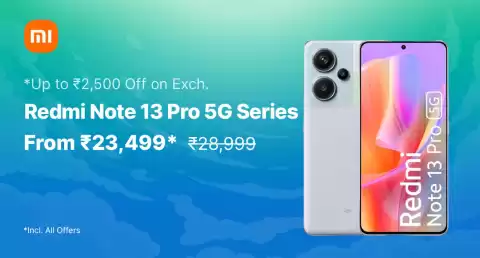 mi
*Up to ₹2,500 Off on Exch.
Redmi Note 13 Pro 5G Series
From ₹23,499* ₹28,999
*Incl. All Offers
Redmi
Note 13 Pro 5G